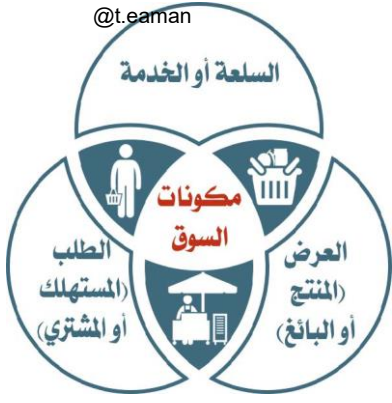 @t.eaman
السلعة أو الخدمة
مكونات
السوق
العرض
(المنتج
أو البائع)
الطلب
(المستهلك
أو المشتري)